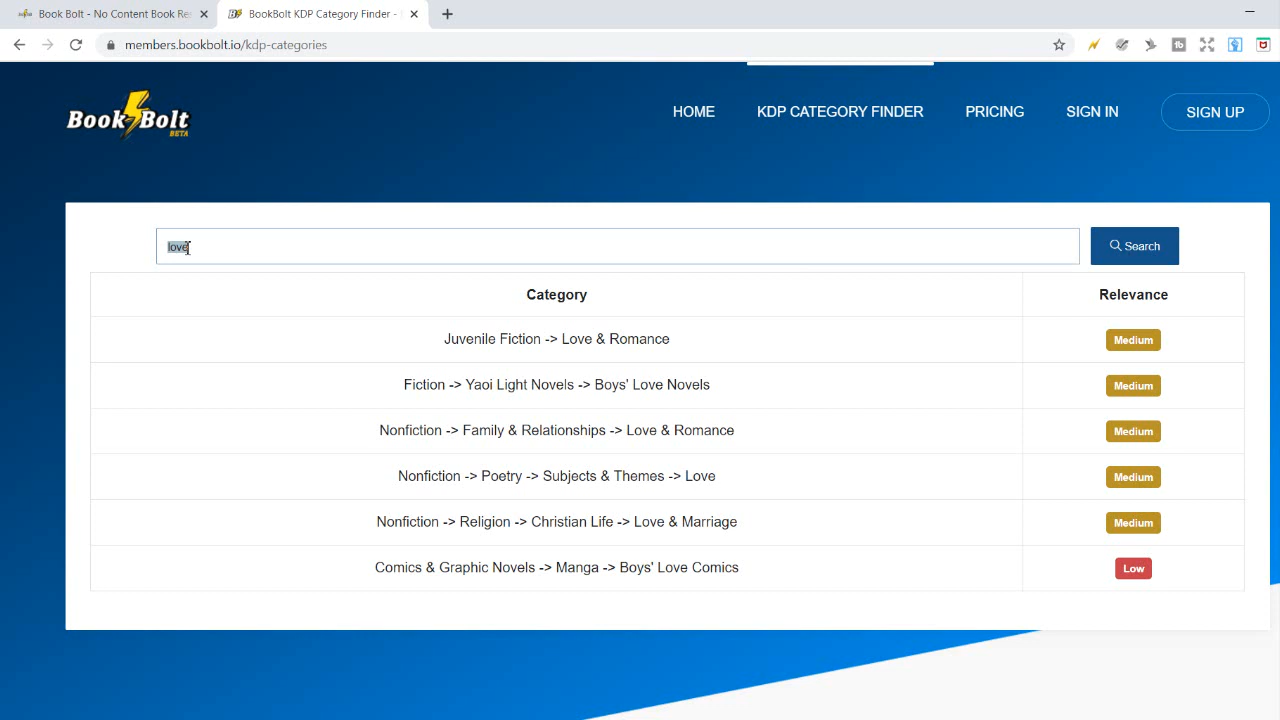 Book Bolt - No Content Book Re
BookBolt KDP Category Finder -
members.bookbolt.io/kdp-categories
Book Bolt
BETA
HOME
KDP CATEGORY FINDER
PRICING
SIGN IN
SIGN UP
love
Search
Category
Relevance
Juvenile Fiction -> Love & Romance
Medium
Fiction -> Yaoi Light Novels -> Boys' Love Novels
Medium
Nonfiction -> Family & Relationships -> Love & Romance
Medium
Nonfiction -> Poetry -> Subjects & Themes -> Love
Medium
Nonfiction -> Religion -> Christian Life -> Love & Marriage
Medium
Comics & Graphic Novels -> Manga -> Boys' Love Comics
Low